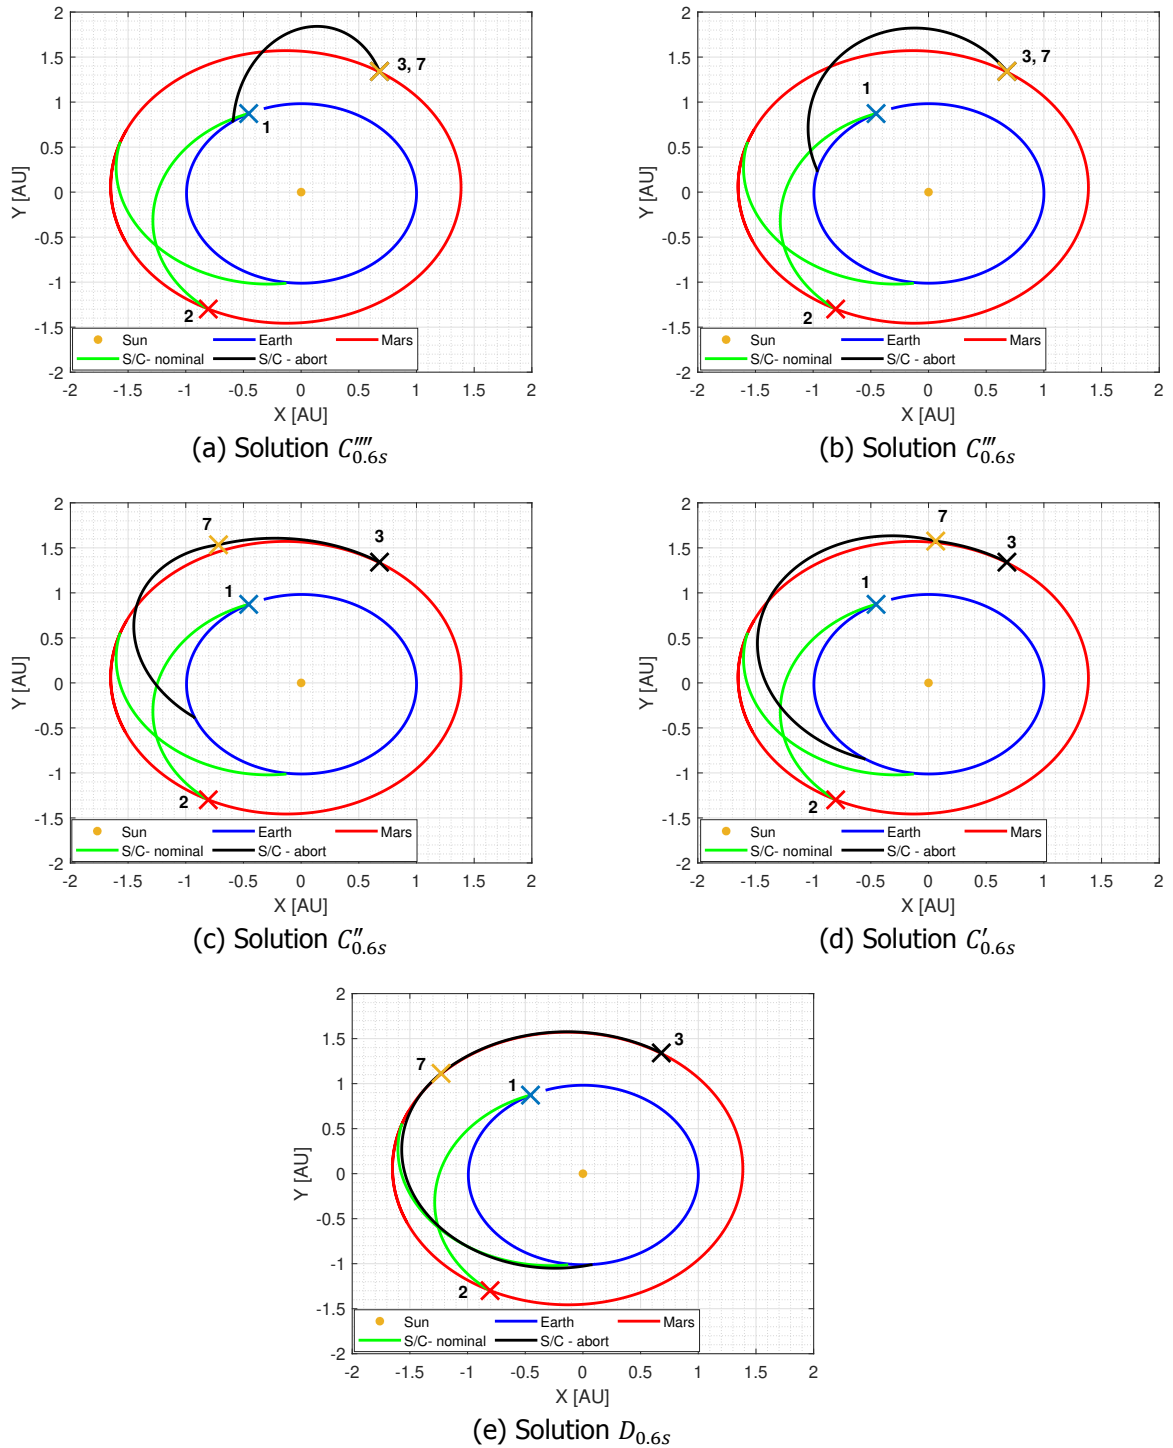 2
1.5
1
0.5
0
-0.5
-1
-1.5
-2
Y [AU]
3, 7
1
2
Sun Earth Mars
S/C- nominal S/C - abort
-2 -1.5 -1 -0.5 0 0.5 1 1.5 2
X [AU]
(a) Solution C''''0.6s
2
1.5
1
0.5
0
-0.5
-1
-1.5
-2
Y [AU]
3, 7
1
2
Sun Earth Mars
S/C- nominal S/C - abort
-2 -1.5 -1 -0.5 0 0.5 1 1.5 2
X [AU]
(b) Solution C'''0.6s
2
1.5
1
0.5
0
-0.5
-1
-1.5
-2
Y [AU]
7
3
1
2
Sun Earth Mars
S/C- nominal S/C - abort
-2 -1.5 -1 -0.5 0 0.5 1 1.5 2
X [AU]
(c) Solution C''0.6s
2
1.5
1
0.5
0
-0.5
-1
-1.5
-2
Y [AU]
7
3
1
2
Sun Earth Mars
S/C- nominal S/C - abort
-2 -1.5 -1 -0.5 0 0.5 1 1.5 2
X [AU]
(d) Solution C'0.6s
2
1.5
1
0.5
0
-0.5
-1
-1.5
-2
Y [AU]
3
7
1
2
Sun Earth Mars
S/C- nominal S/C - abort
-2 -1.5 -1 -0.5 0 0.5 1 1.5 2
X [AU]
(e) Solution D0.6s